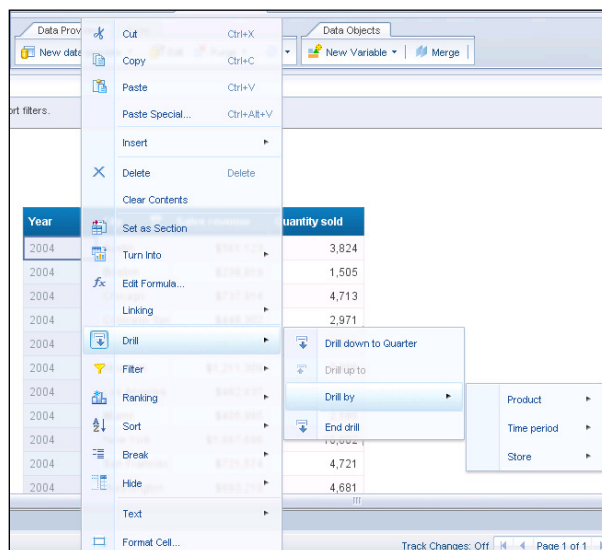 Data Prov
Data Objects
New data
New Variable
Merge
ort filters.
Cut Ctrl+X
Copy Ctrl+C
Paste Ctrl+V
Paste Special... Ctrl+Alt+V
Insert
Delete Delete
Clear Contents
Set as Section
Turn Into
fx Edit Formula...
Linking
Drill
Filter
Ranking
Sort
Break
Hide
Text
Format Cell...
Year
uantity sold
2004 3,824
2004 1,505
2004 4,713
2004 2,971
2004
2004
2004
2004
2004
2004 4,721
2004 4,681
Drill down to Quarter
Drill up to
Drill by
End drill
Product
Time period
Store
Track Changes: Off Page 1 of 1